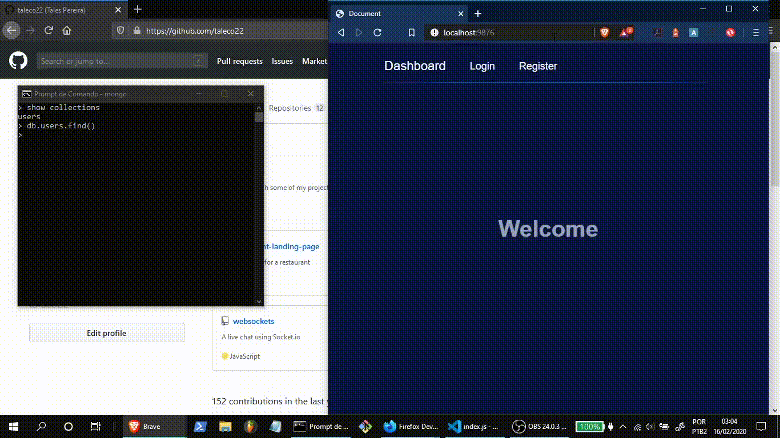 taleco22 (Tales Pereira)
https://github.com/taleco22
Search or jump to...
/
Pull requests
Issues
Market
Prompt de Comando - mongo
> show collections
users
> db.users.find()
>
Repositories 12
h some of my project
nt-landing-page
for a restaurant
Edit profile
websockets
A live chat using Socket.io
JavaScript
152 contributions in the last
Document
localhost:9876
Dashboard
Login
Register
Welcome
Brave
Prompt de ...
Firefox Dev...
index.js - ...
OBS 24.0.3 ...
100%
POR
PTB2
03:04
16/02/2020